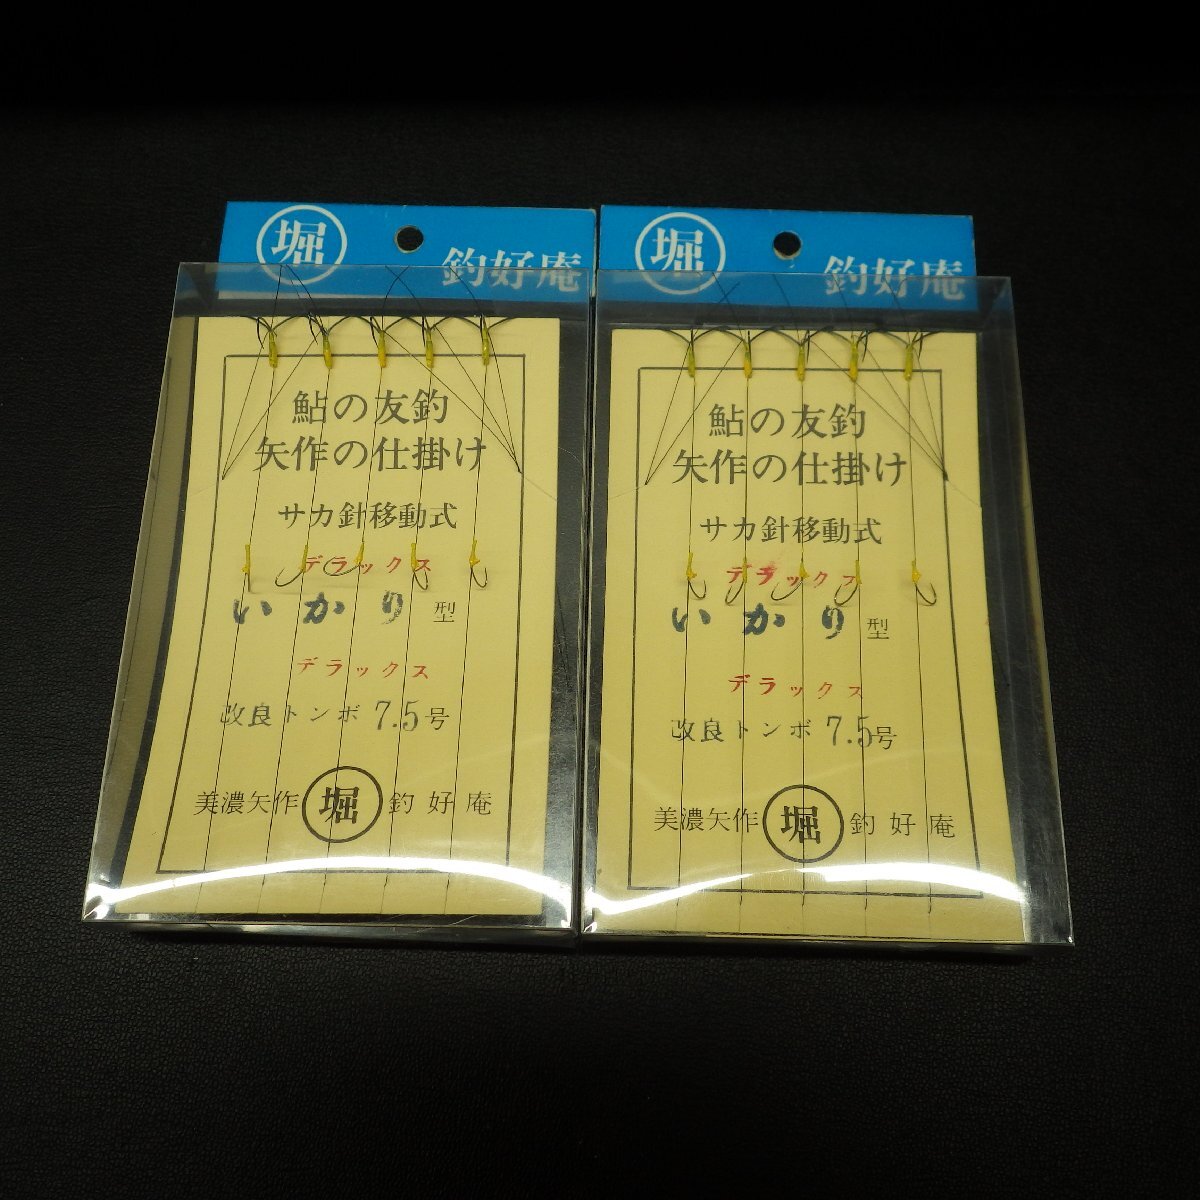 堀 釣好庵
鮎の友釣
矢作の仕掛け
サカ針移動式
デラックス
いかり型
デラックス
改良トンボ 7.5号
美濃矢作 堀 釣好庵
堀 釣好庵
鮎の友釣
矢作の仕掛け
サカ針移動式
デラックス
いかり型
デラックス
改良トンボ 7.5号
美濃矢作 堀 釣好庵